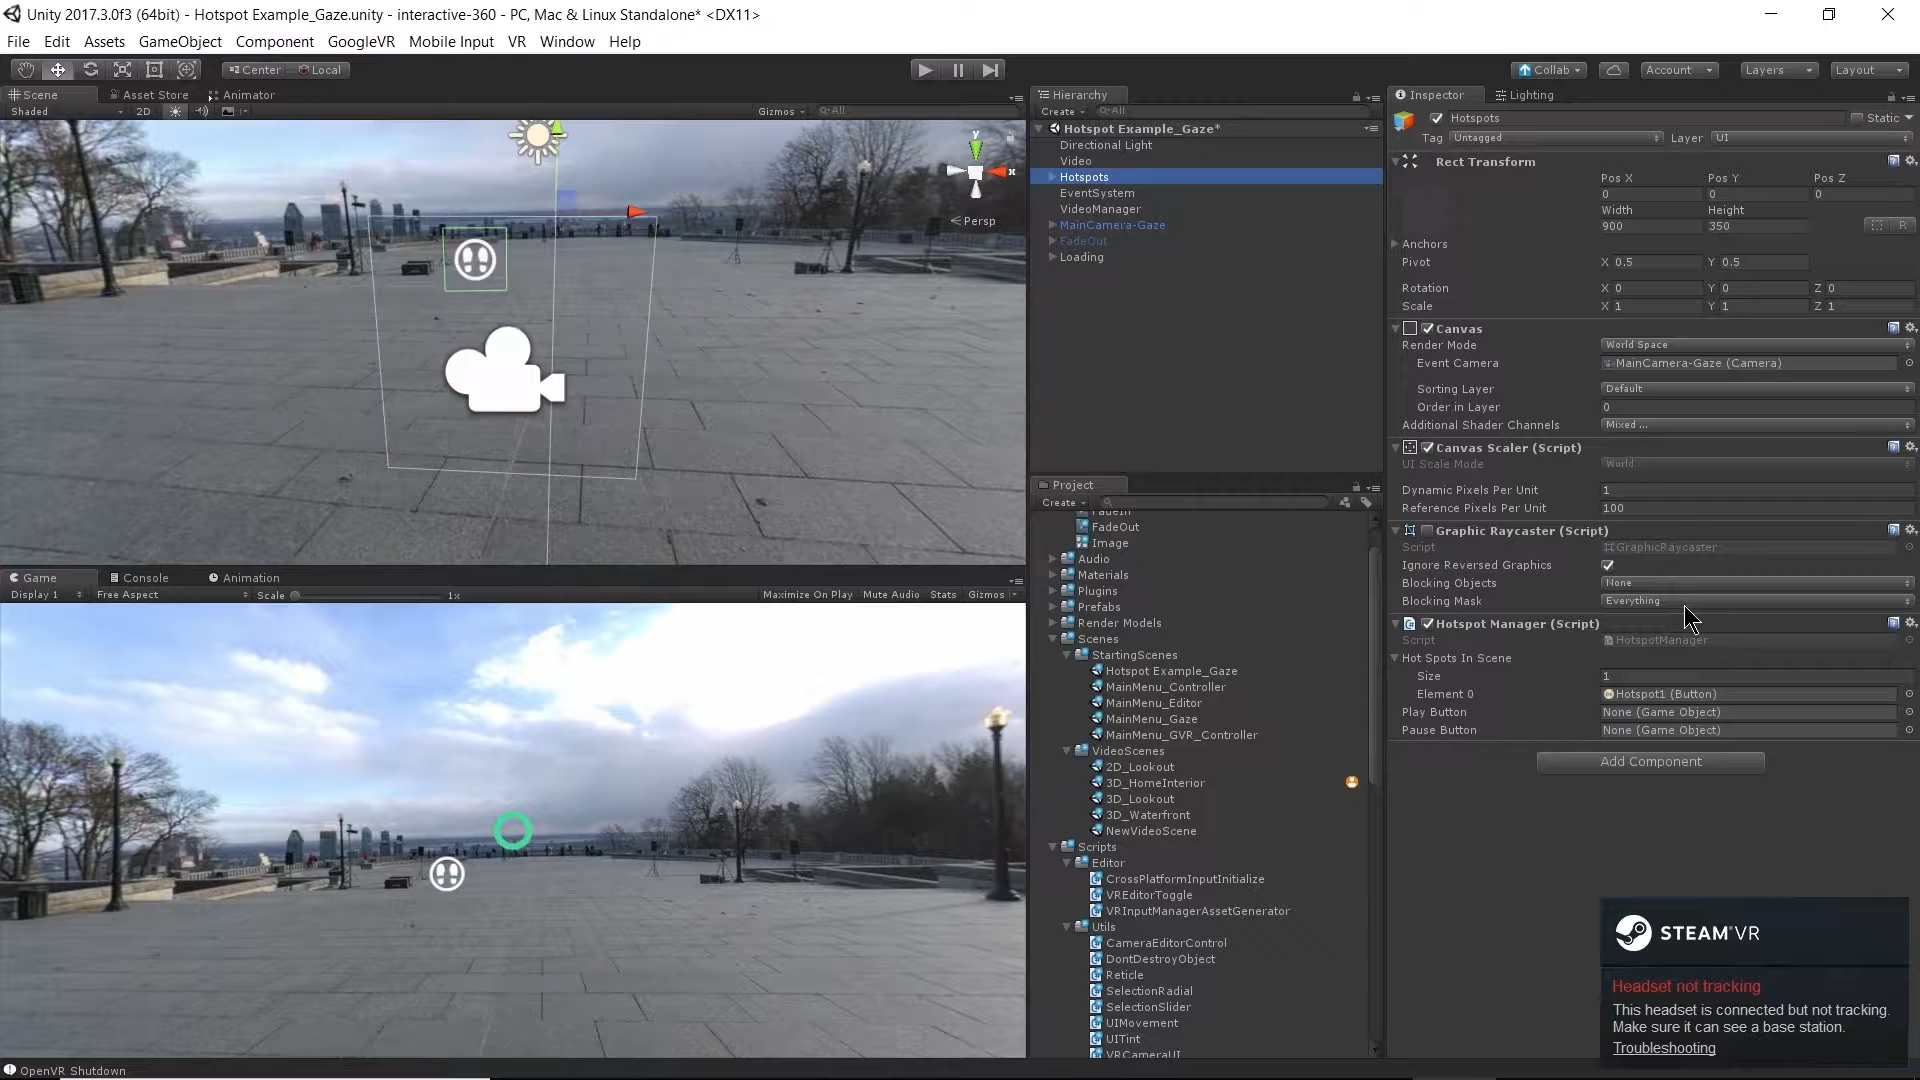 Unity 2017.3.0f3 (64bit) - Hotspot Example_Gaze.unity - interactive-360 - PC, Mac & Linux Standalone* <DX11>
File Edit Assets GameObject Component GoogleVR Mobile Input VR Window Help
Center Local
Collab Account Layers Layout
Scene Asset Store Animator
Shaded 2D Gizmos All
y
x
Persp
Game Console Animation
Display 1 Free Aspect Scale 1x Maximize On Play Mute Audio Stats Gizmos
OpenVR Shutdown
Hierarchy
Create All
Hotspot Example_Gaze*
Directional Light
Video
Hotspots
EventSystem
VideoManager
MainCamera-Gaze
FadeOut
Loading
Project
Create
FadeIn
FadeOut
Image
Audio
Materials
Plugins
Prefabs
Render Models
Scenes
StartingScenes
Hotspot Example_Gaze
MainMenu_Controller
MainMenu_Editor
MainMenu_Gaze
MainMenu_GVR_Controller
VideoScenes
2D_Lookout
3D_HomeInterior
3D_Lookout
3D_Waterfront
NewVideoScene
Scripts
Editor
CrossPlatformInputInitialize
VREditorToggle
VRInputManagerAssetGenerator
Utils
CameraEditorControl
DontDestroyObject
Reticle
SelectionRadial
SelectionSlider
UIMovement
UITint
VRCameraUI
Inspector Lighting
Hotspots Static
Tag Untagged Layer UI
Rect Transform
Pos X Pos Y Pos Z
0 0 0
Width Height
900 350
R
Anchors
Pivot X 0.5 Y 0.5
Rotation X 0 Y 0 Z 0
Scale X 1 Y 1 Z 1
Canvas
Render Mode World Space
Event Camera MainCamera-Gaze (Camera)
Sorting Layer Default
Order in Layer 0
Additional Shader Channels Mixed ...
Canvas Scaler (Script)
UI Scale Mode World
Dynamic Pixels Per Unit 1
Reference Pixels Per Unit 100
Graphic Raycaster (Script)
Script GraphicRaycaster
Ignore Reversed Graphics
Blocking Objects None
Blocking Mask Everything
Hotspot Manager (Script)
Script HotspotManager
Hot Spots In Scene
Size 1
Element 0 Hotspot1 (Button)
Play Button None (Game Object)
Pause Button None (Game Object)
Add Component
STEAM VR
Headset not tracking
This headset is connected but not tracking.
Make sure it can see a base station.
Troubleshooting